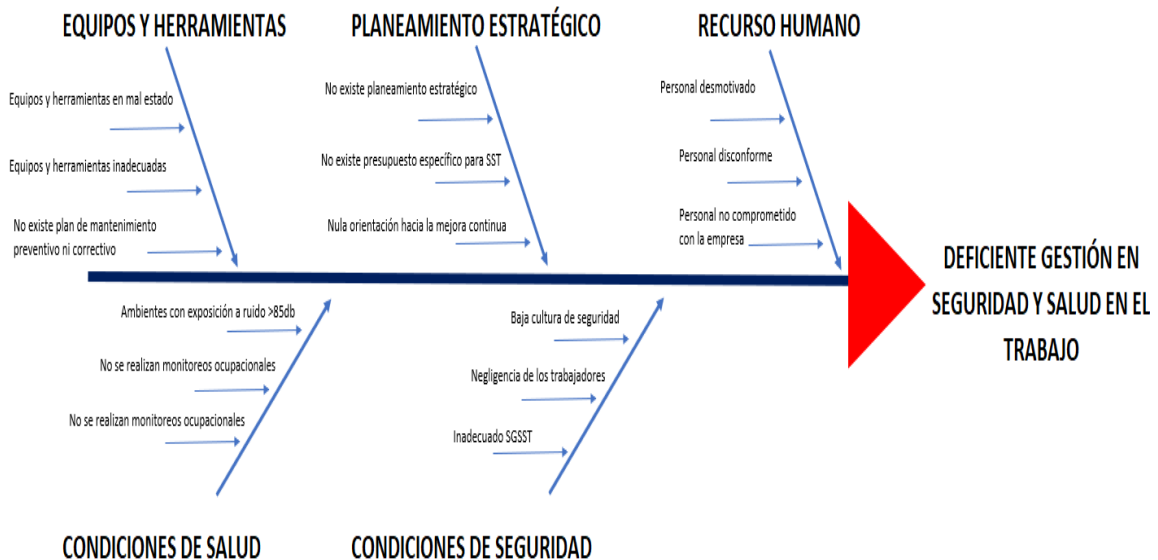 EQUIPOS Y HERRAMIENTAS
PLANEAMIENTO ESTRATÉGICO
RECURSO HUMANO
Equipos y herramientas en mal estado
Equipos y herramientas inadecuadas
No existe plan de mantenimiento
preventivo ni correctivo
No existe planeamiento estratégico
No existe presupuesto específico para SST
Nula orientación hacia la mejora continua
Personal desmotivado
Personal disconforme
Personal no comprometido
con la empresa
DEFICIENTE GESTIÓN EN
SEGURIDAD Y SALUD EN EL
TRABAJO
Ambientes con exposición a ruido >85db
No se realizan monitoreos ocupacionales
No se realizan monitoreos ocupacionales
Baja cultura de seguridad
Negligencia de los trabajadores
Inadecuado SGSST
CONDICIONES DE SALUD
CONDICIONES DE SEGURIDAD